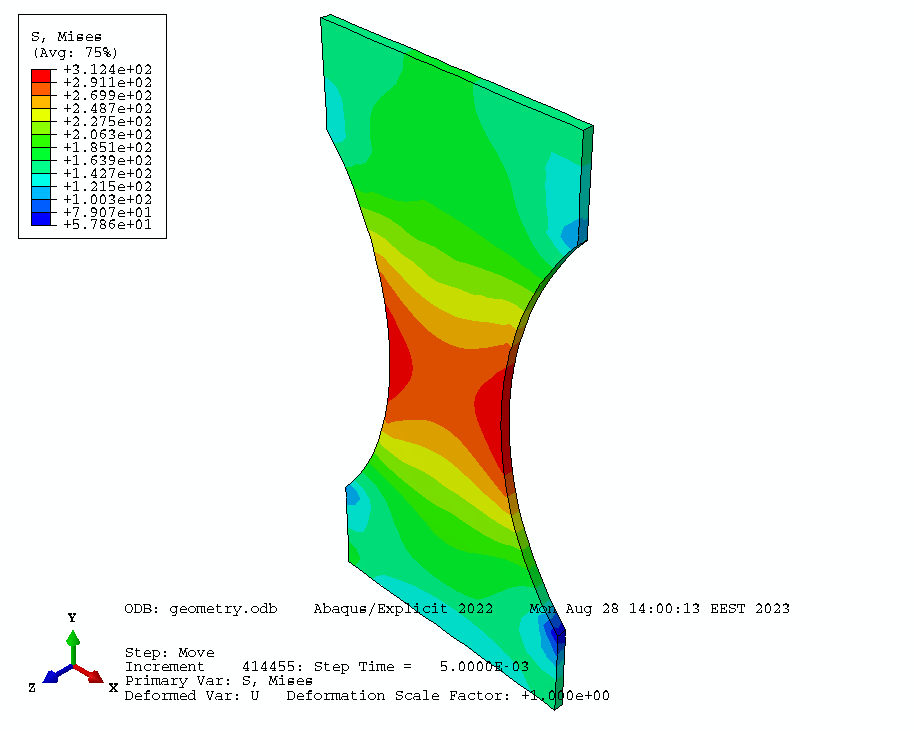 S, Mises
(Avg: 75%)
+3.124e+02
+2.911e+02
+2.699e+02
+2.487e+02
+2.275e+02
+2.063e+02
+1.851e+02
+1.639e+02
+1.427e+02
+1.215e+02
+1.003e+02
+7.907e+01
+5.786e+01
ODB: geometry.odb    Abaqus/Explicit 2022    Mon Aug 28 14:00:13 EEST 2023
Y
Z
X
Step: Move
Increment    414455: Step Time =   5.0000E-03
Primary Var: S, Mises
Deformed Var: U   Deformation Scale Factor: +1.000e+00